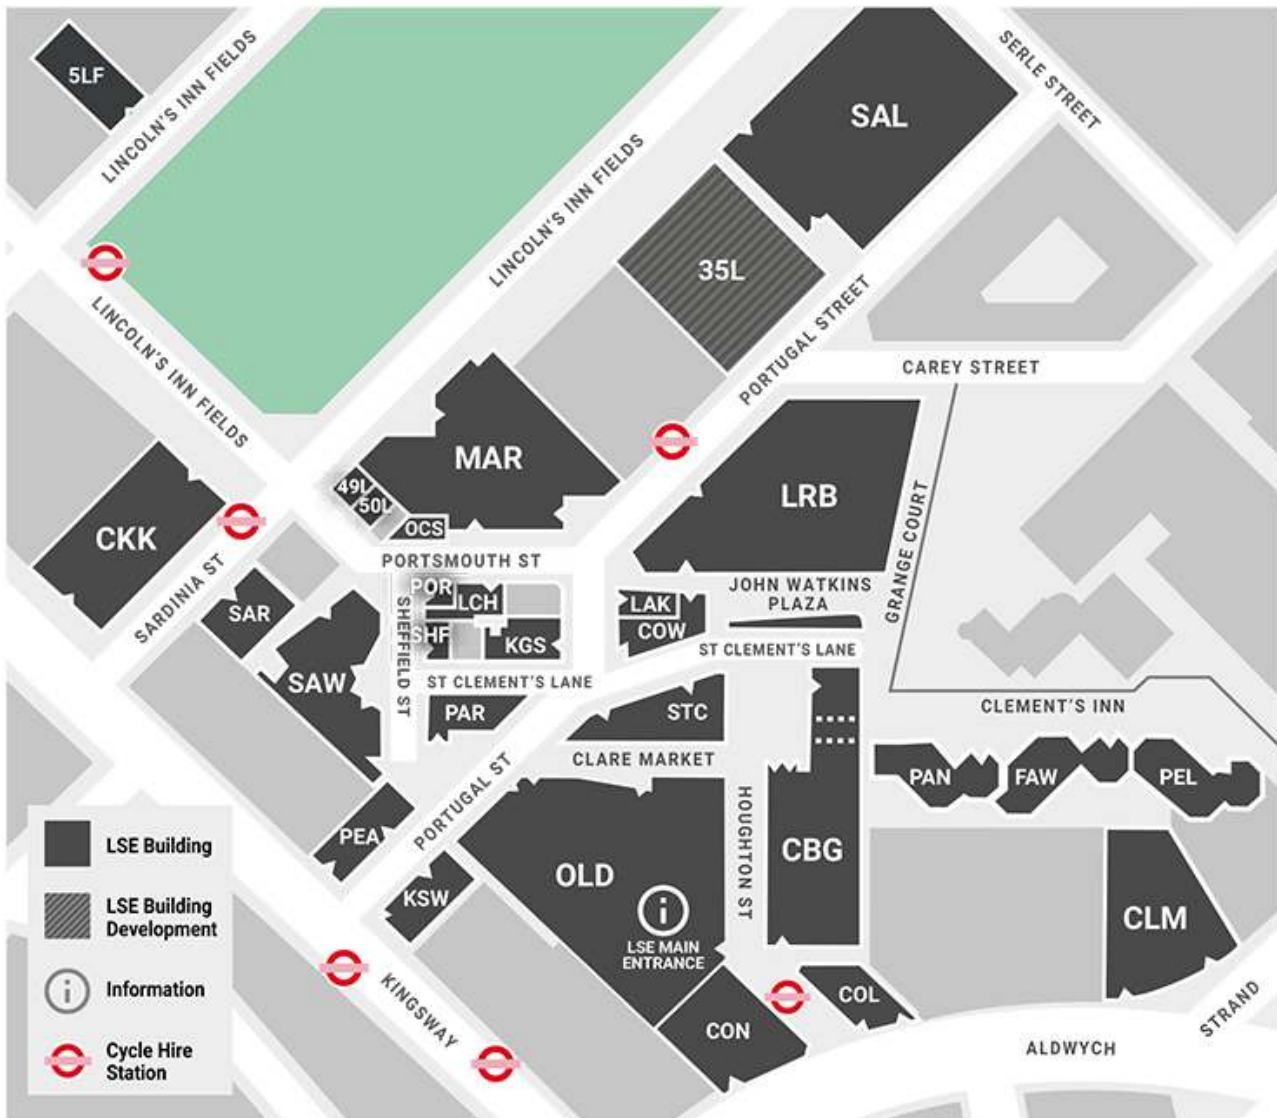 5LF
LINCOLN'S INN FIELDS
SERLE STREET
SAL
LINCOLN'S INN FIELDS
35L
LINCOLN'S INN FIELDS
PORTUGAL STREET
CAREY STREET
MAR
49L
50L
OCS
LRB
CKK
GRANGE COURT
PORTSMOUTH ST
SARDINIA ST
POR
LCH
SAR
SHEFFIELD ST
SHF
KGS
LAK
COW
JOHN WATKINS
PLAZA
ST CLEMENT'S LANE
SAW
ST CLEMENT'S LANE
PAR
STC
CLEMENT'S INN
CLARE MARKET
PAN
FAW
PEL
PORTUGAL ST
PEA
HOUGHTON ST
CBG
OLD
KSW
LSE MAIN
ENTRANCE
CLM
COL
CON
KINGSWAY
STRAND
ALDWYCH
LSE Building
LSE Building
Development
Information
Cycle Hire
Station